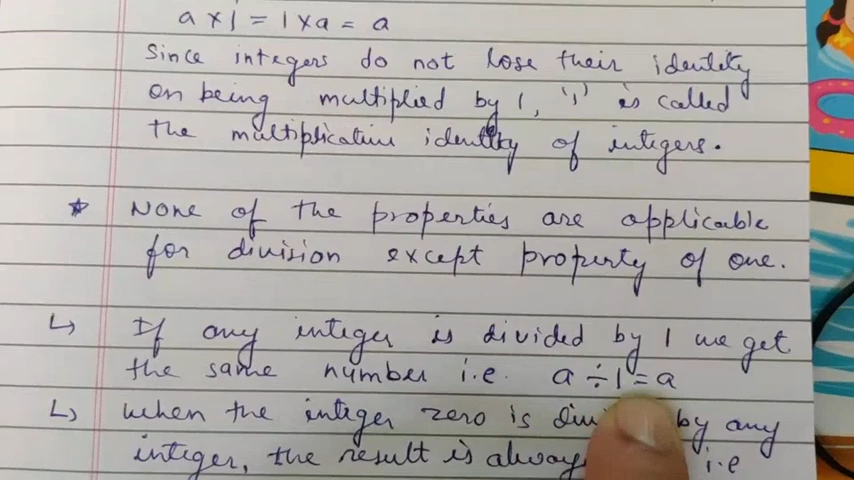 a × 1 = 1 × a = a
Since integers do not lose their identity
on being multiplied by 1, '1' is called
the multiplicative identity of integers.
* None of the properties are applicable
for division except property of one.
↳ If any integer is divided by 1 we get
the same number i.e. a ÷ 1 = a
↳ When the integer zero is by any
integer, the result is always i.e